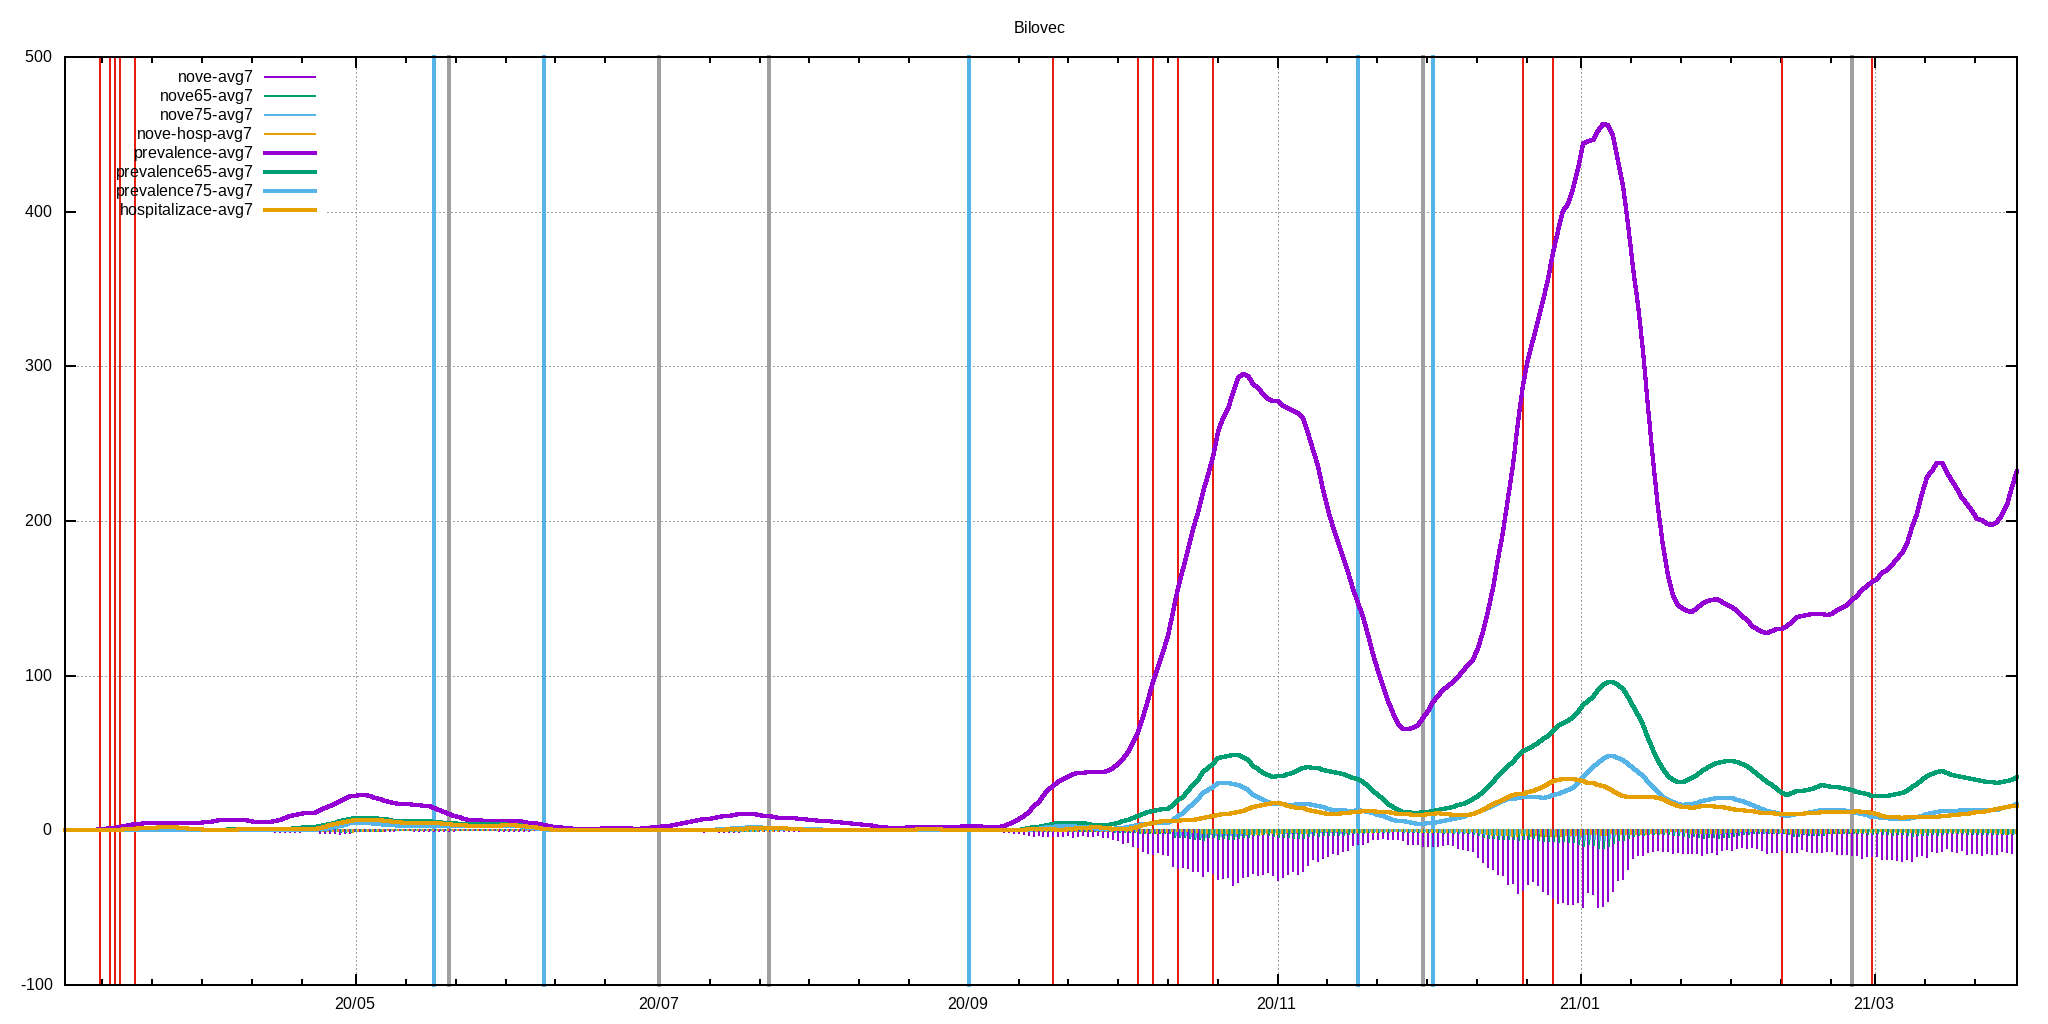 Bilovec
500
nove-avg7
nove65-avg7
nove75-avg7
nove-hosp-avg7
prevalence-avg7
prevalence65-avg7
prevalence75-avg7
hospitalizace-avg7
400
300
200
100
0
-100
20/05 20/07 20/09 20/11 21/01 21/03